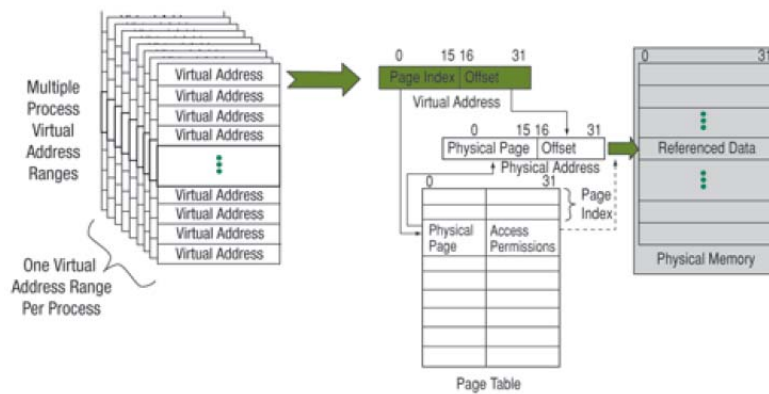 Multiple
Process
Virtual
Address
Ranges
Virtual Address
Virtual Address
Virtual Address
Virtual Address
Virtual Address
Virtual Address
Virtual Address
Virtual Address
One Virtual
Address Range
Per Process
0 15 16 31
Page Index Offset
Virtual Address
0 15 16 31
Physical Page Offset
Physical Address
0 31
Page
Index
Physical
Page
Access
Permissions
Page Table
0 31
Referenced Data
Physical Memory